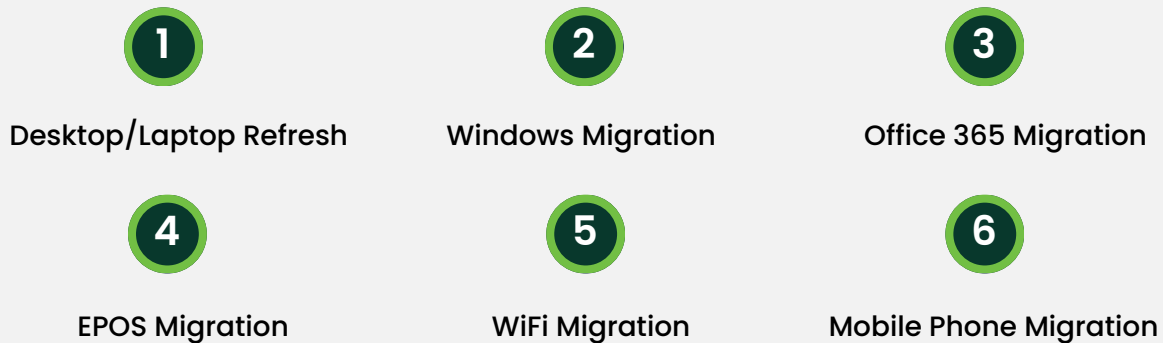 1
2
3
Desktop/Laptop Refresh
Windows Migration
Office 365 Migration
4
5
6
EPOS Migration
WiFi Migration
Mobile Phone Migration